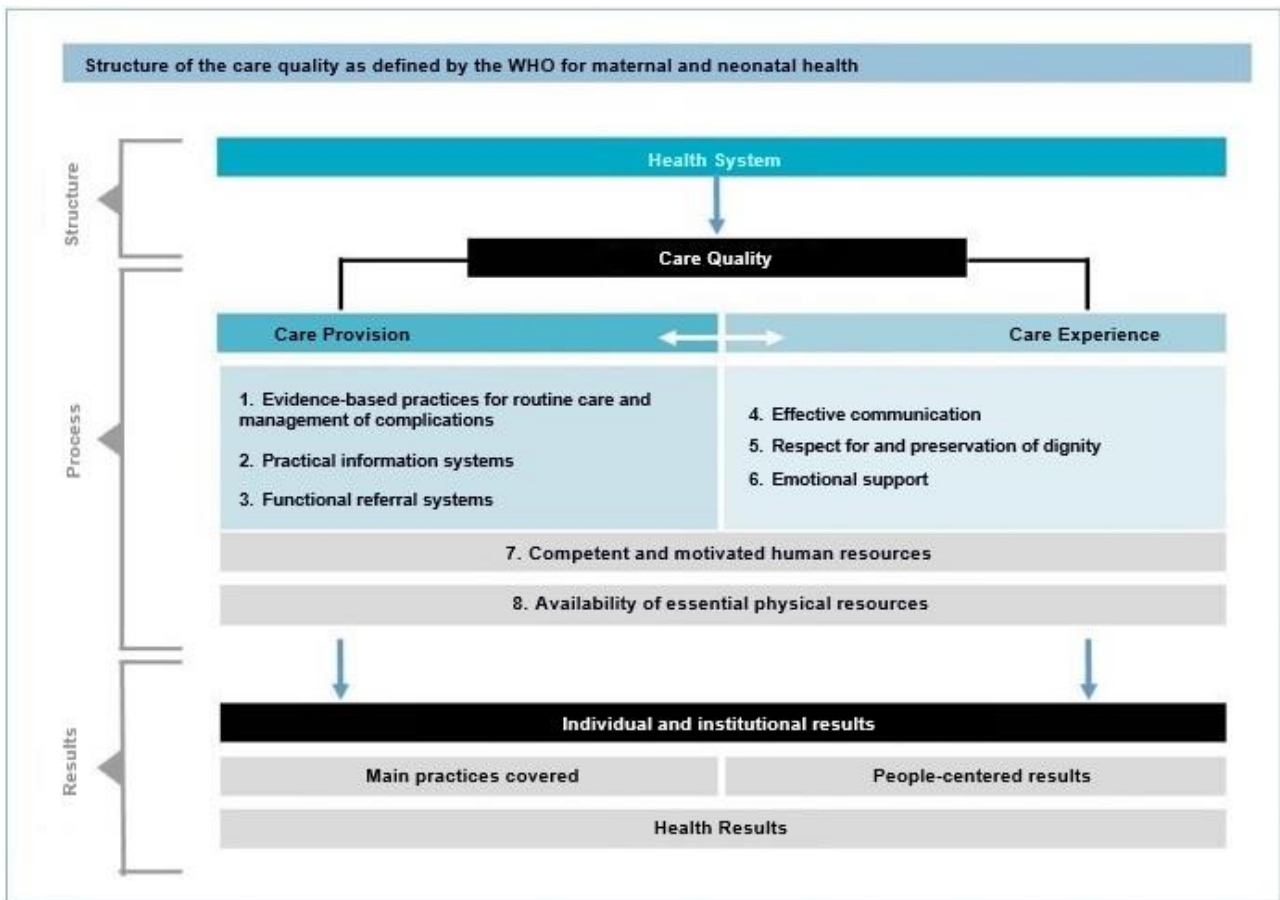 Structure of the care quality as defined by the WHO for maternal and neonatal health
Structure
Health System
Care Quality
Process
Care Provision
Care Experience
1. Evidence-based practices for routine care and
management of complications
2. Practical information systems
3. Functional referral systems
4. Effective communication
5. Respect for and preservation of dignity
6. Emotional support
7. Competent and motivated human resources
8. Availability of essential physical resources
Results
Individual and institutional results
Main practices covered
People-centered results
Health Results